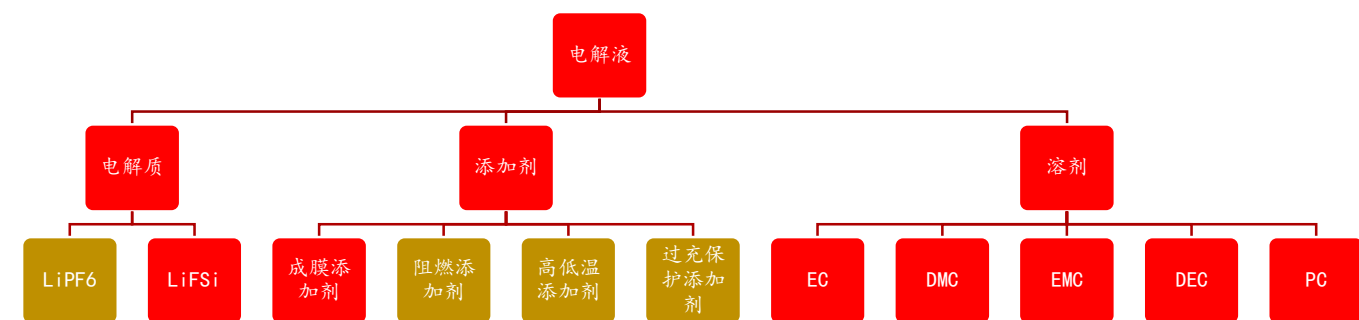 电解液
电解质
添加剂
溶剂
LiPF6
LiFSi
成膜添
加剂
阻燃添
加剂
高低温
添加剂
过充保
护添加
剂
EC
DMC
EMC
DEC
PC